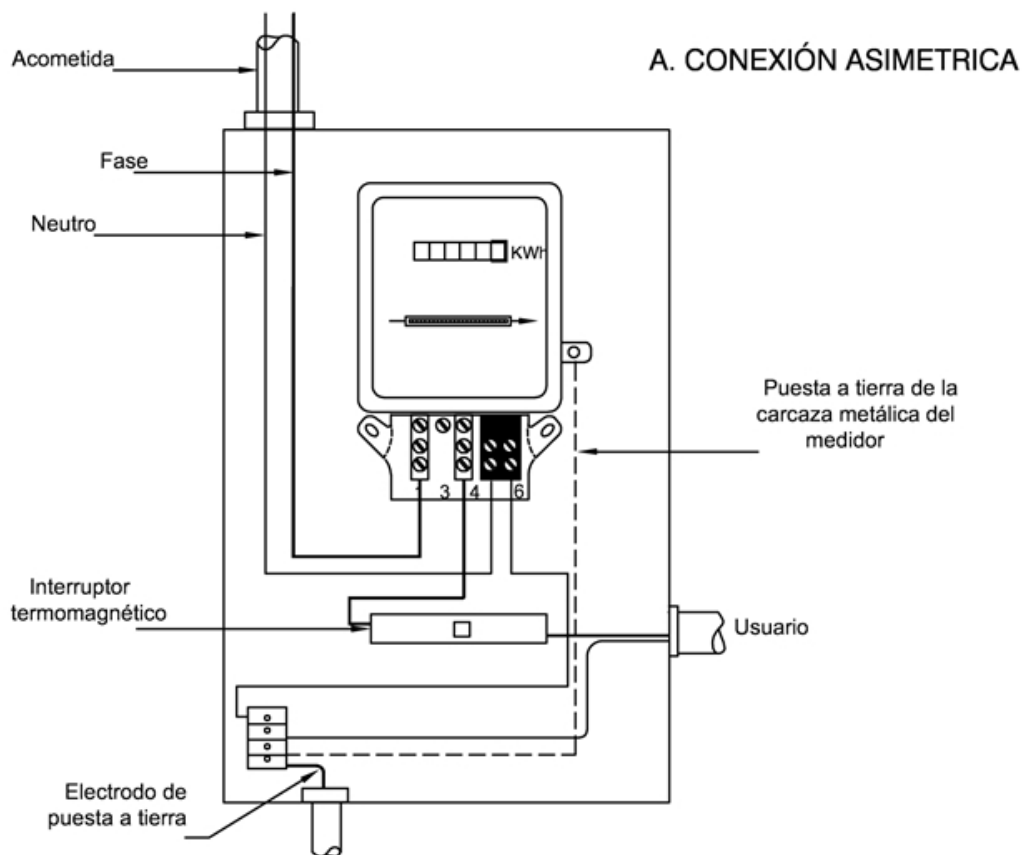 A. CONEXIÓN ASIMETRICA
Acometida
Fase
Neutro
KWh
Puesta a tierra de la
carcaza metálica del
medidor
1 3 4 6
Interruptor
termomagnético
Usuario
Electrodo de
puesta a tierra